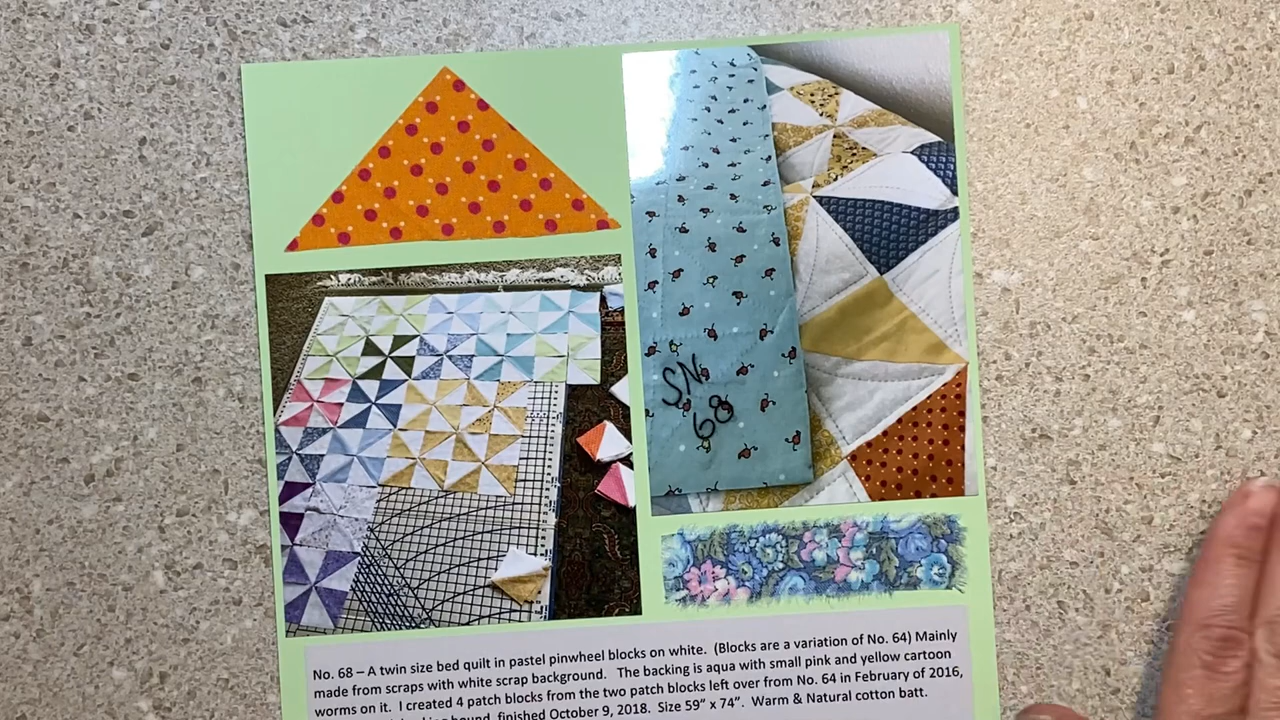 SN
68
No. 68 – A twin size bed quilt in pastel pinwheel blocks on white. (Blocks are a variation of No. 64) Mainly
made from scraps with white scrap background. The backing is aqua with small pink and yellow cartoon
worms on it. I created 4 patch blocks from the two patch blocks left over from No. 64 in February of 2016,
bound, finished October 9, 2018. Size 59” x 74”. Warm & Natural cotton batt.